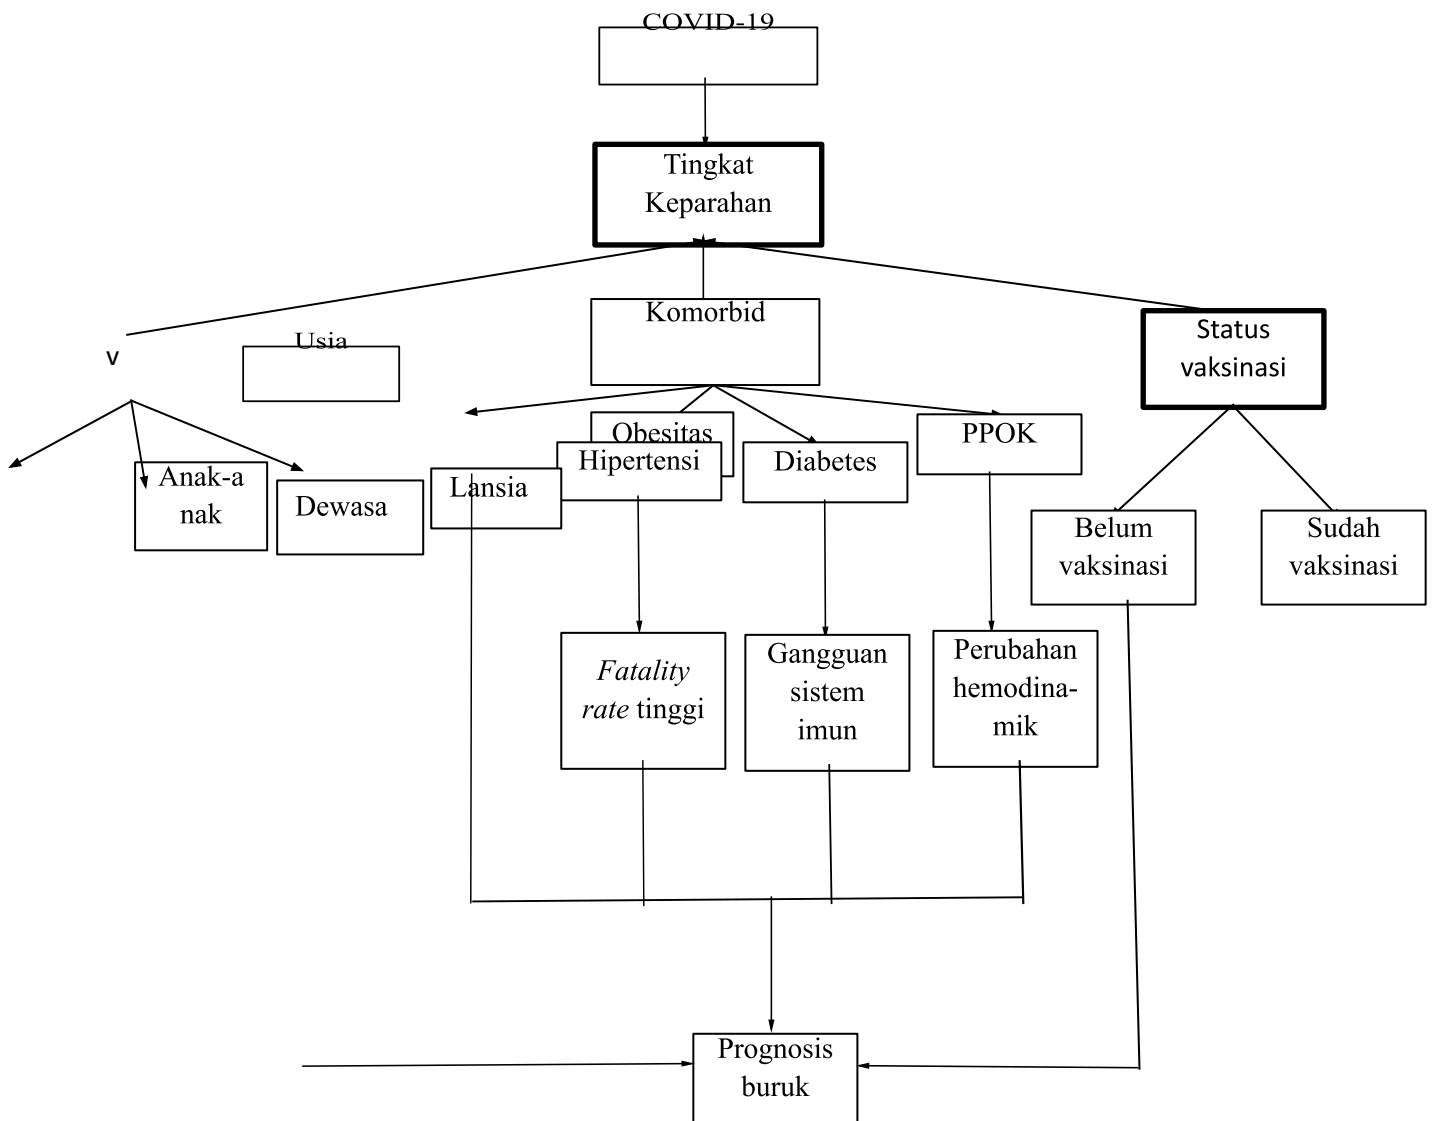 COVID-19
Tingkat
Keparahan
Komorbid
Status
vaksinasi
Usia
v
Obesitas
PPOK
Hipertensi
Diabetes
Anak-a
nak
Dewasa
Lansia
Belum
vaksinasi
Sudah
vaksinasi
Fatality
rate tinggi
Gangguan
sistem
imun
Perubahan
hemodina-
mik
Prognosis
buruk